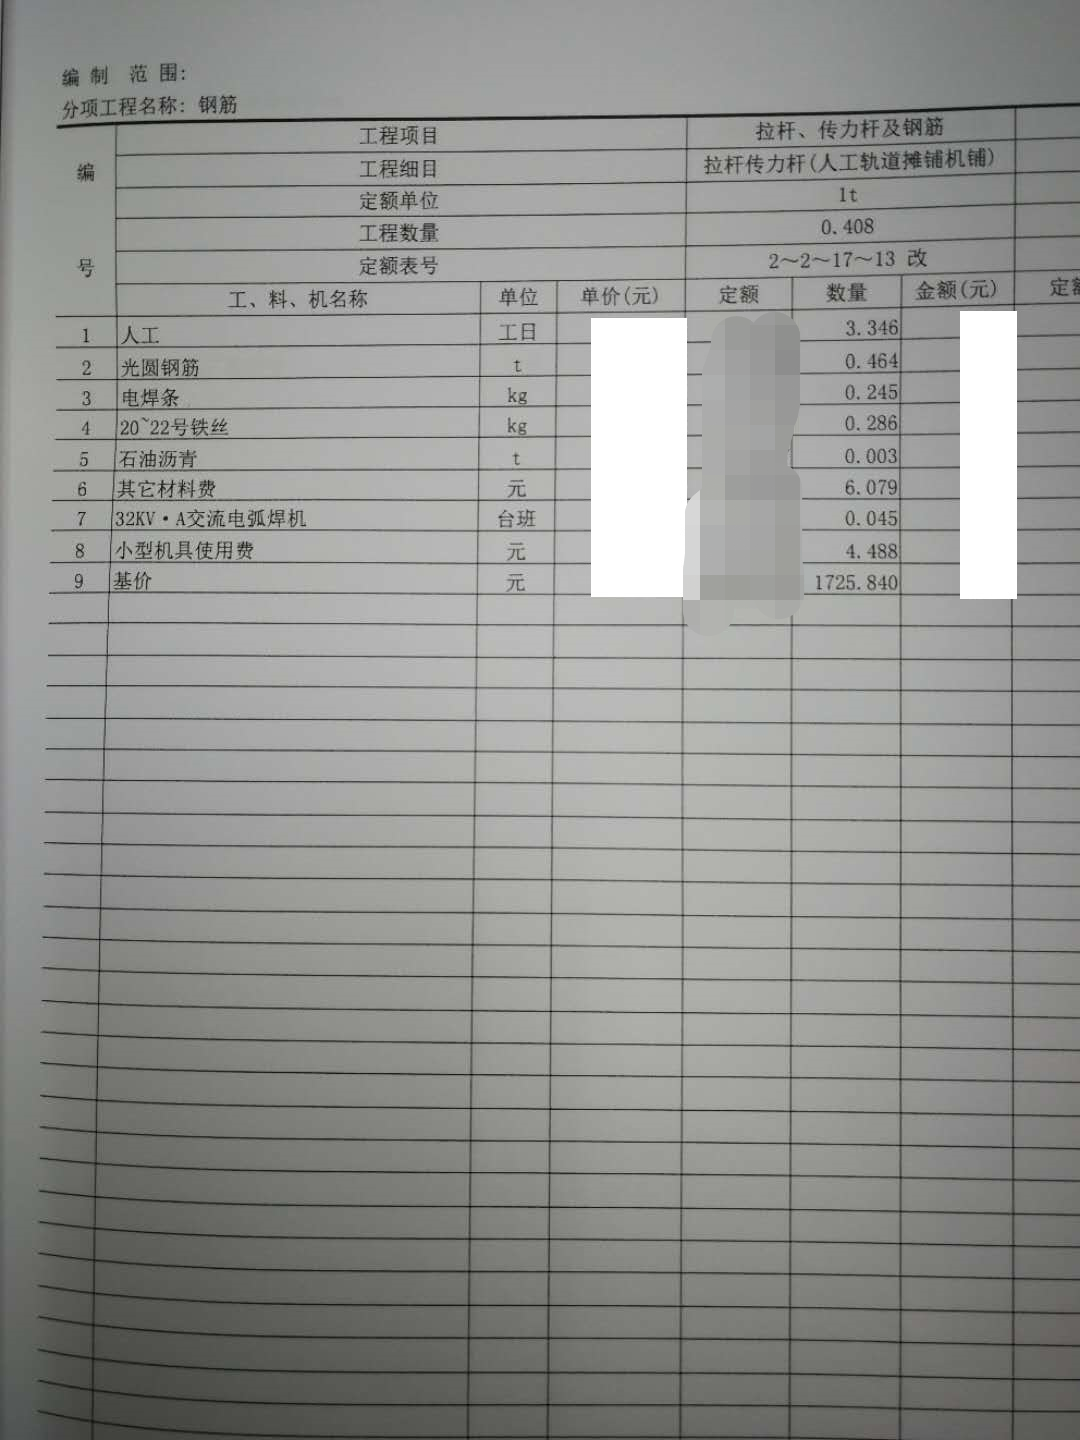 编 制 范 围:
分项工程名称: 钢筋
编 号
工程项目 拉杆、传力杆及钢筋
工程细目 拉杆传力杆(人工轨道摊铺机铺)
定额单位 1t
工程数量 0.408
定额表号 2～2～17～13 改
工、料、机名称 单位 单价(元) 定额 数量 金额(元) 定额
1 人工 工日 3.346
2 光圆钢筋 t 0.464
3 电焊条 kg 0.245
4 20~22号铁丝 kg 0.286
5 石油沥青 t 0.003
6 其它材料费 元 6.079
7 32KV·A交流电弧焊机 台班 0.045
8 小型机具使用费 元 4.488
9 基价 元 1725.840